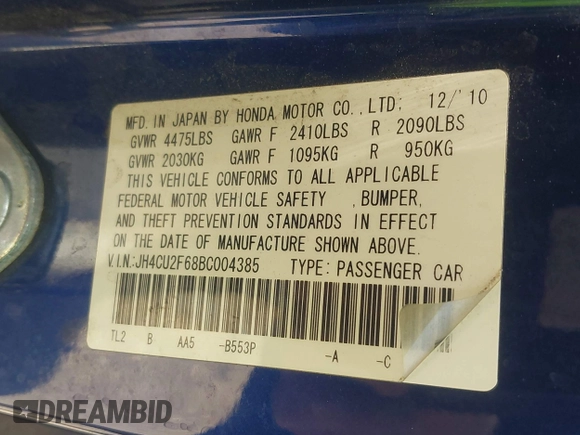 MFD. IN JAPAN BY HONDA MOTOR CO., LTD: 12/'10
GVWR 4475LBS GAWR F 2410LBS R 2090LBS
GVWR 2030KG GAWR F 1095KG R 950KG
THIS VEHICLE CONFORMS TO ALL APPLICABLE
FEDERAL MOTOR VEHICLE SAFETY , BUMPER,
AND THEFT PREVENTION STANDARDS IN EFFECT
ON THE DATE OF MANUFACTURE SHOWN ABOVE.
V.I.N:JH4CU2F68BC004385 TYPE: PASSENGER CAR
TL2 B AA5 -B553P -A -C
DREAMBID